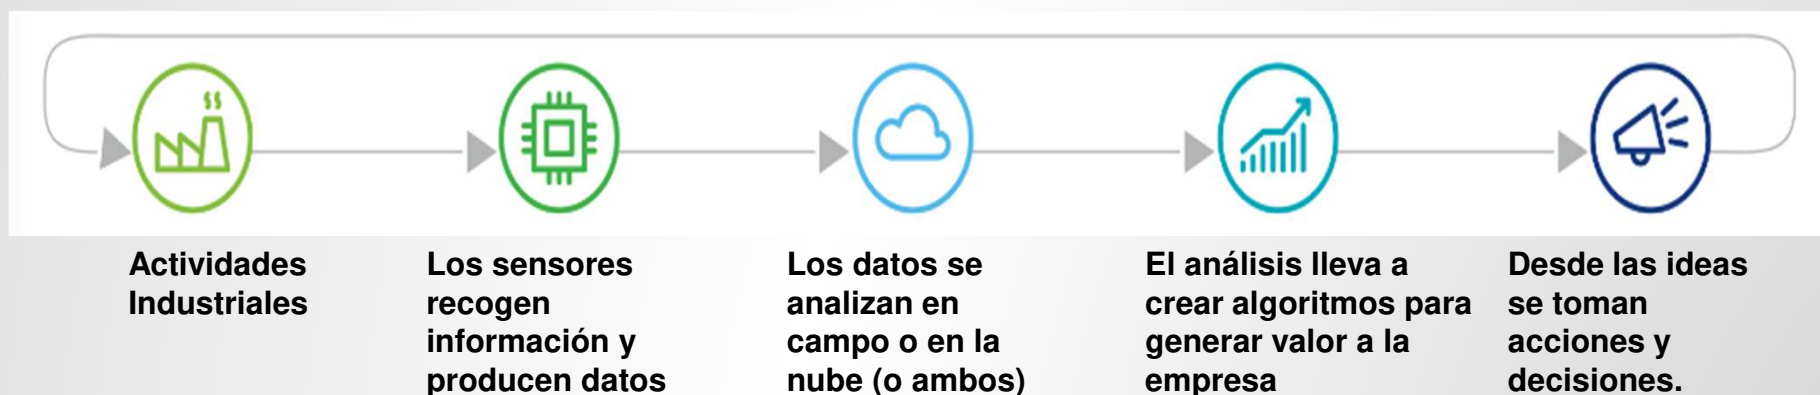 Actividades
Industriales
Los sensores
recogen
información y
producen datos
Los datos se
analizan en
campo o en la
nube (o ambos)
El análisis lleva a
crear algoritmos para
generar valor a la
empresa
Desde las ideas
se toman
acciones y
decisiones.